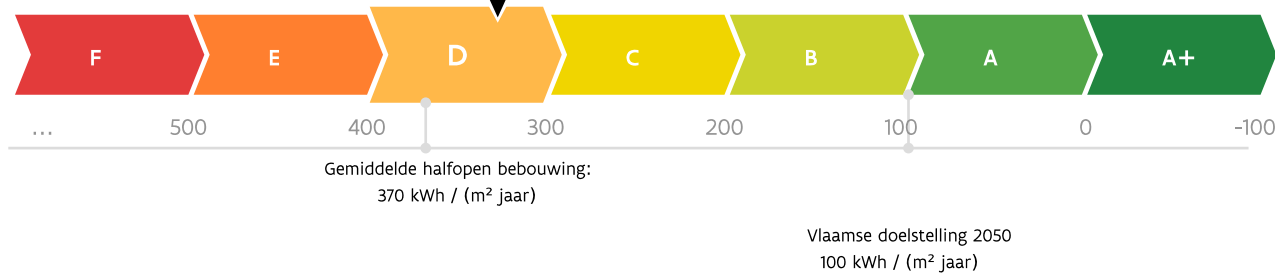 F E D C B A A+
... 500 400 300 200 100 0 -100
Gemiddelde halfopen bebouwing:
370 kWh / (m² jaar)
Vlaamse doelstelling 2050
100 kWh / (m² jaar)